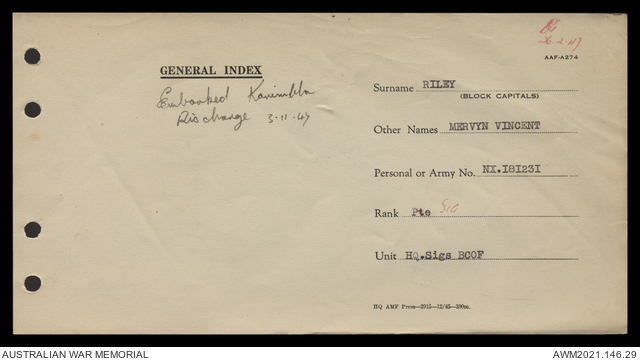 26.2.47
AAF-A274
GENERAL INDEX
Embarked Kanimbla
Discharge 3.11.47
Surname RILEY
(BLOCK CAPITALS)
Other Names MERVYN VINCENT
Personal or Army No. NX.181231
Rank Pte SIG
Unit HQ.Sigs BCOF
HQ AMF Press—2915—12/45—300m.
AUSTRALIAN WAR MEMORIAL
AWM2021.146.29